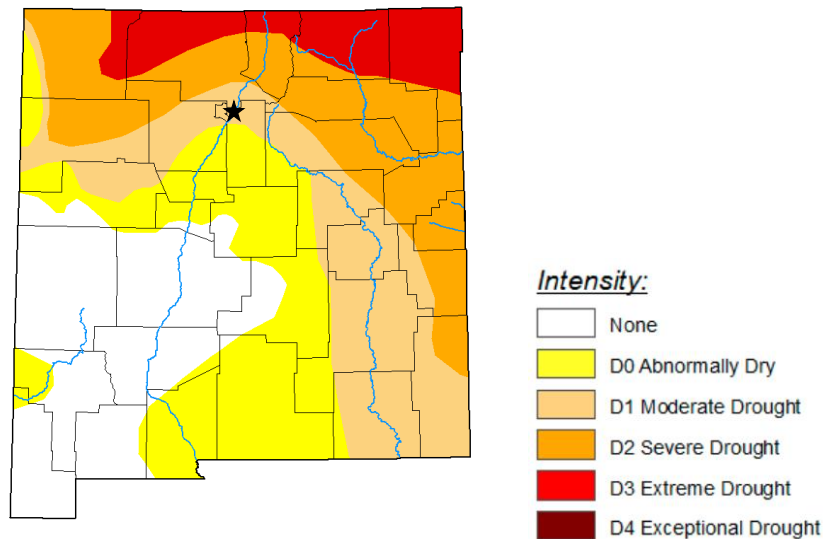 Intensity:
None
D0 Abnormally Dry
D1 Moderate Drought
D2 Severe Drought
D3 Extreme Drought
D4 Exceptional Drought